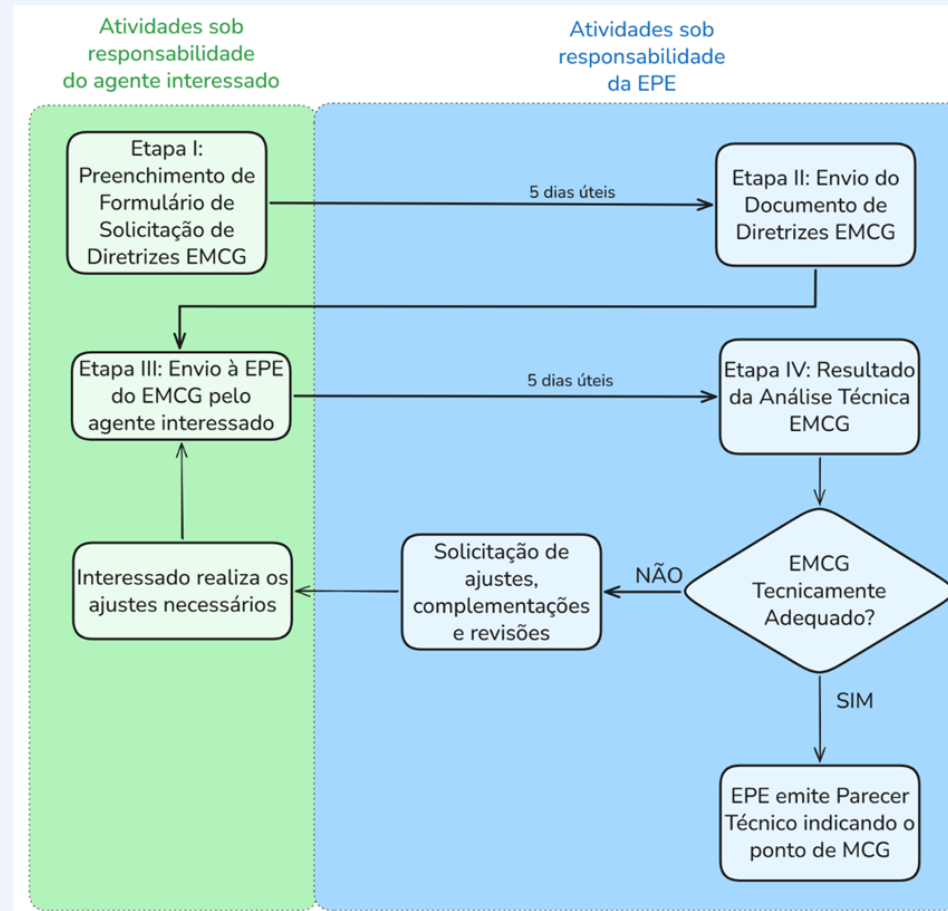 Atividades sob
responsabilidade
do agente interessado
Atividades sob
responsabilidade
da EPE
Etapa I:
Preenchimento de
Formulário de
Solicitação de
Diretrizes EMCG
5 dias úteis
Etapa II: Envio do
Documento de
Diretrizes EMCG
Etapa III: Envio à EPE
do EMCG pelo
agente interessado
5 dias úteis
Etapa IV: Resultado
da Análise Técnica
EMCG
EMCG
Tecnicamente
Adequado?
NÃO
Solicitação de
ajustes,
complementações
e revisões
Interessado realiza os
ajustes necessários
SIM
EPE emite Parecer
Técnico indicando o
ponto de MCG